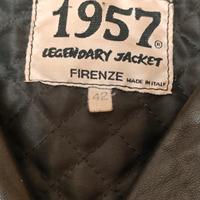 1957®
LEGENDARY JACKET
FIRENZE MADE IN ITALY
42